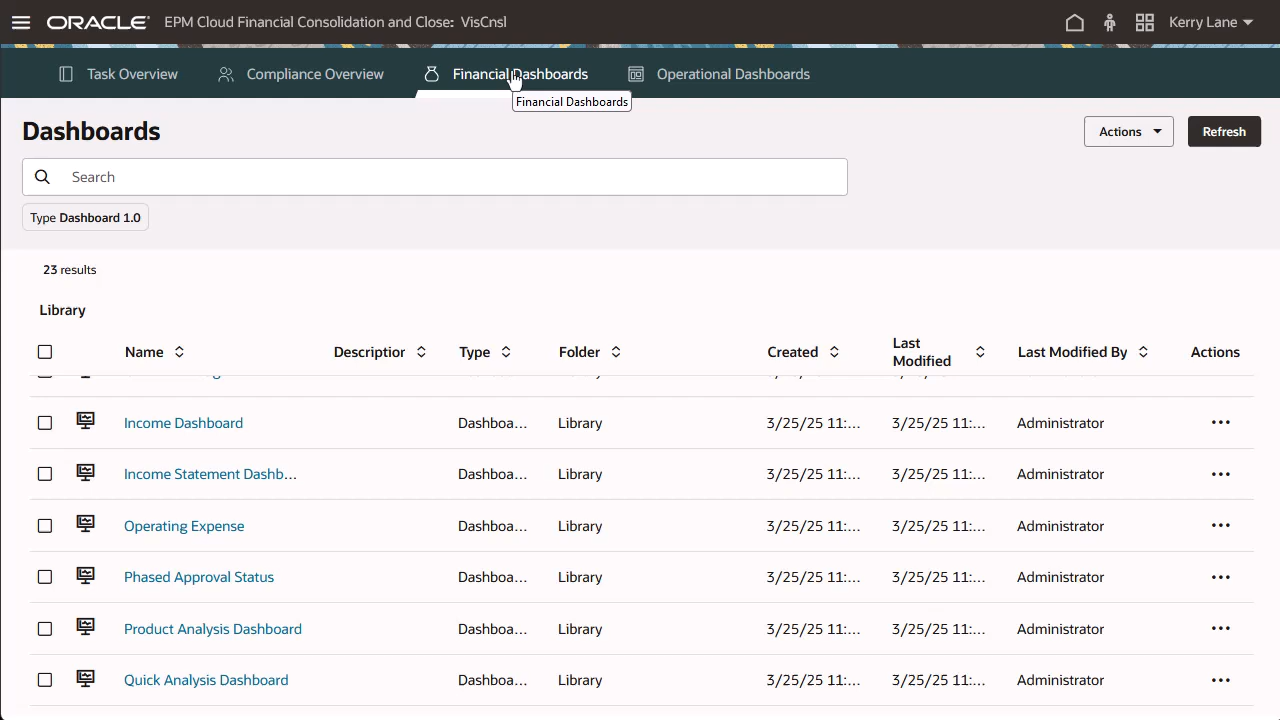 ORACLE EPM Cloud Financial Consolidation and Close: VisCnsl Kerry Lane
Task Overview Compliance Overview Financial Dashboards Operational Dashboards
Financial Dashboards
Dashboards Actions Refresh
Search
Type Dashboard 1.0
23 results
Library
Name Description Type Folder Created Last Modified Last Modified By Actions
Income Dashboard Dashboa... Library 3/25/25 11:... 3/25/25 11:... Administrator ...
Income Statement Dashb... Dashboa... Library 3/25/25 11:... 3/25/25 11:... Administrator ...
Operating Expense Dashboa... Library 3/25/25 11:... 3/25/25 11:... Administrator ...
Phased Approval Status Dashboa... Library 3/25/25 11:... 3/25/25 11:... Administrator ...
Product Analysis Dashboard Dashboa... Library 3/25/25 11:... 3/25/25 11:... Administrator ...
Quick Analysis Dashboard Dashboa... Library 3/25/25 11:... 3/25/25 11:... Administrator ...